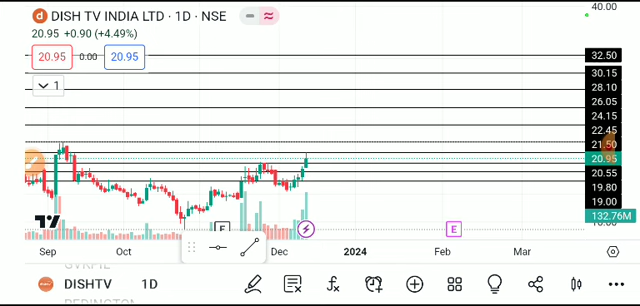 DISH TV INDIA LTD · 1D · NSE
40.00
20.95 +0.90 (+4.49%)
20.95 0.00 20.95
1
32.50
30.15
28.10
26.05
24.15
22.45
21.50
20.95
20.55
19.80
19.00
132.76M
E E
Sep Oct Dec 2024 Feb Mar
DISHTV 1D